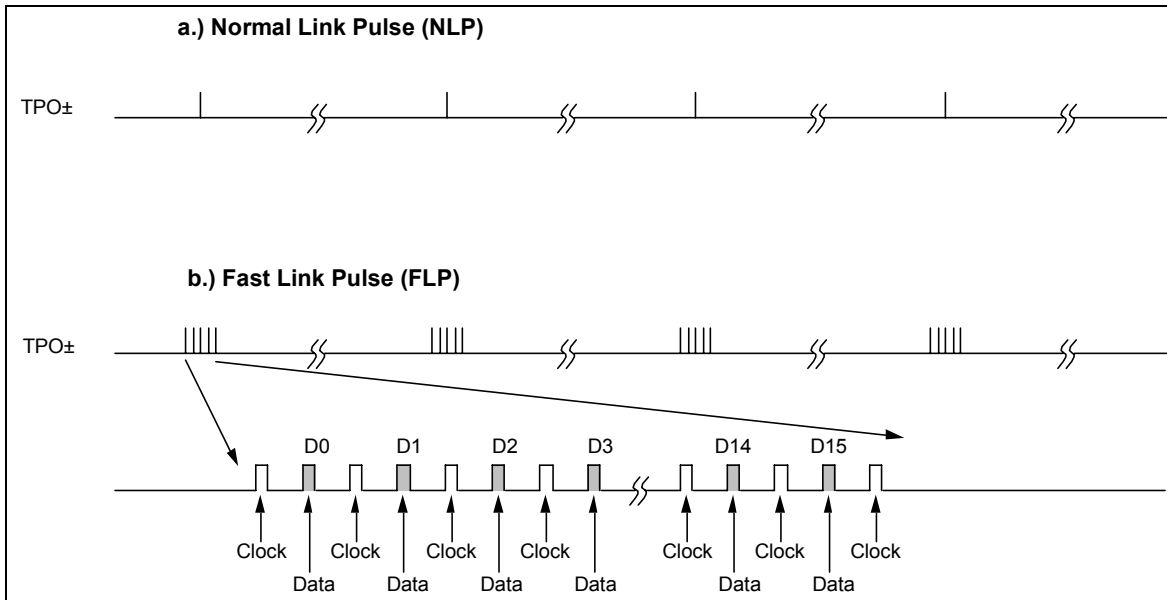 a.) Normal Link Pulse (NLP)
TPO±
b.) Fast Link Pulse (FLP)
TPO±
D0 D1 D2 D3 D14 D15
Clock Clock Clock Clock Clock Clock Clock
Data Data Data Data Data Data